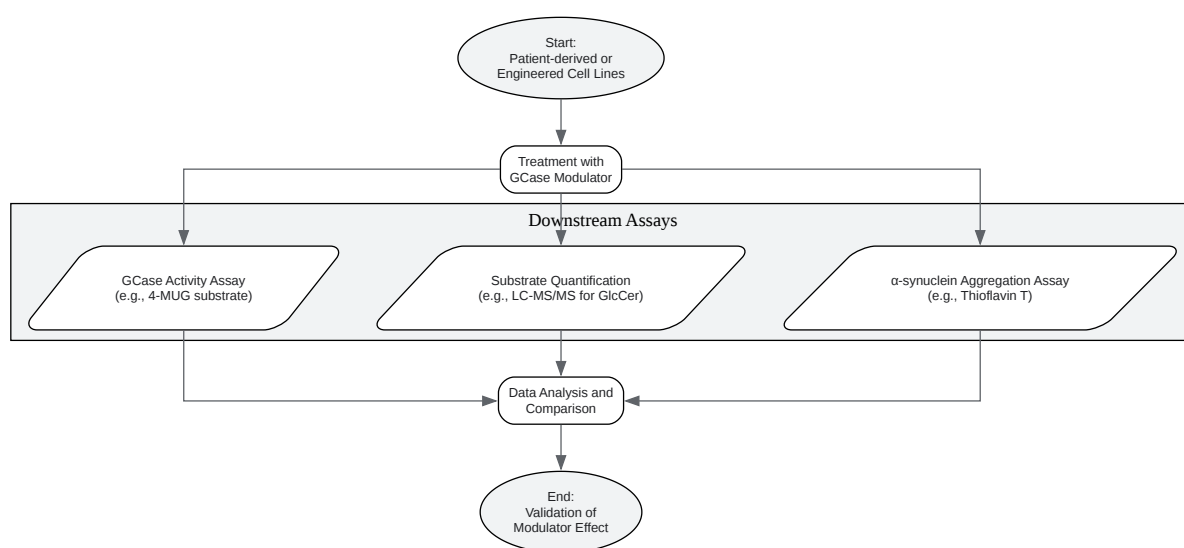 Start:
Patient-derived or
Engineered Cell Lines
Treatment with
GCase Modulator
Downstream Assays
GCase Activity Assay
(e.g., 4-MUG substrate)
Substrate Quantification
(e.g., LC-MS/MS for GlcCer)
α-synuclein Aggregation Assay
(e.g., Thioflavin T)
Data Analysis and
Comparison
End:
Validation of
Modulator Effect